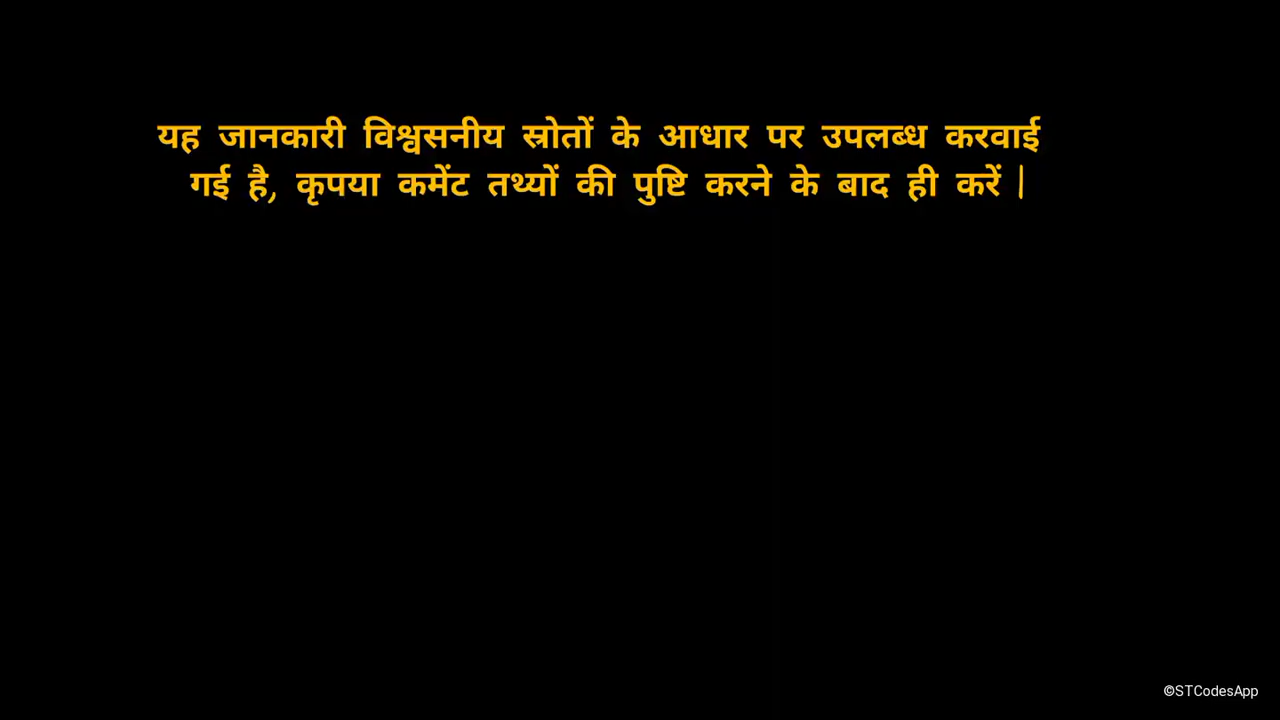 यह जानकारी विश्वसनीय स्रोतों के आधार पर उपलब्ध करवाई
गई है, कृपया कमेंट तथ्यों की पुष्टि करने के बाद ही करें |
©STCodesApp